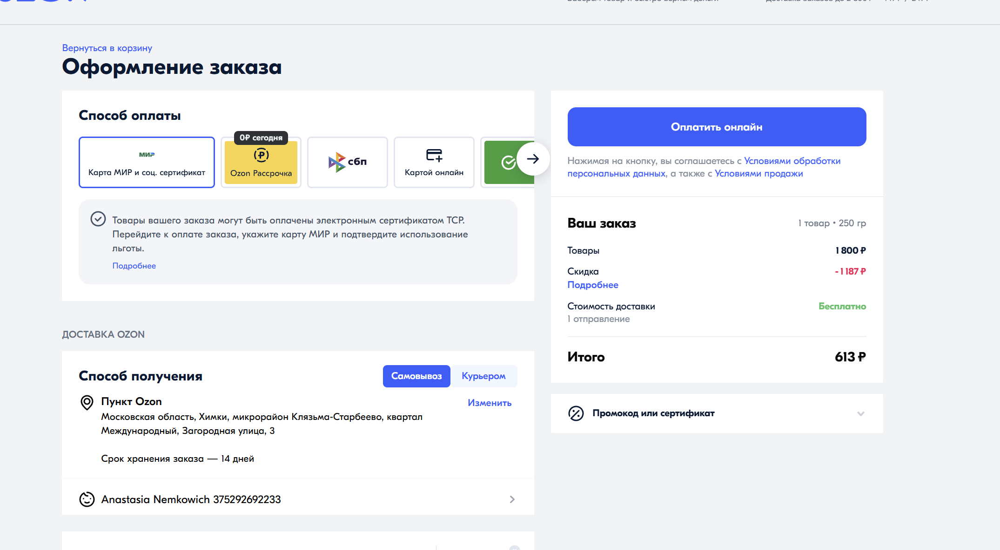 Вернуться в корзину
Оформление заказа
Способ оплаты
МИР
Карта МИР и соц. сертификат
0₽ сегодня
Ozon Рассрочка
сбп
Картой онлайн
Товары вашего заказа могут быть оплачены электронным сертификатом ТСР.
Перейдите к оплате заказа, укажите карту МИР и подтвердите использование
льготы.
Подробнее
ДОСТАВКА OZON
Способ получения
Самовывоз
Курьером
Пункт Ozon
Изменить
Московская область, Химки, микрорайон Клязьма-Старбеево, квартал
Международный, Загородная улица, 3
Срок хранения заказа — 14 дней
Anastasia Nemkowich 375292692233
Оплатить онлайн
Нажимая на кнопку, вы соглашаетесь с Условиями обработки
персональных данных, а также с Условиями продажи
Ваш заказ
1 товар • 250 гр
Товары
1 800 ₽
Скидка
- 1 187 ₽
Подробнее
Стоимость доставки
Бесплатно
1 отправление
Итого
613 ₽
Промокод или сертификат